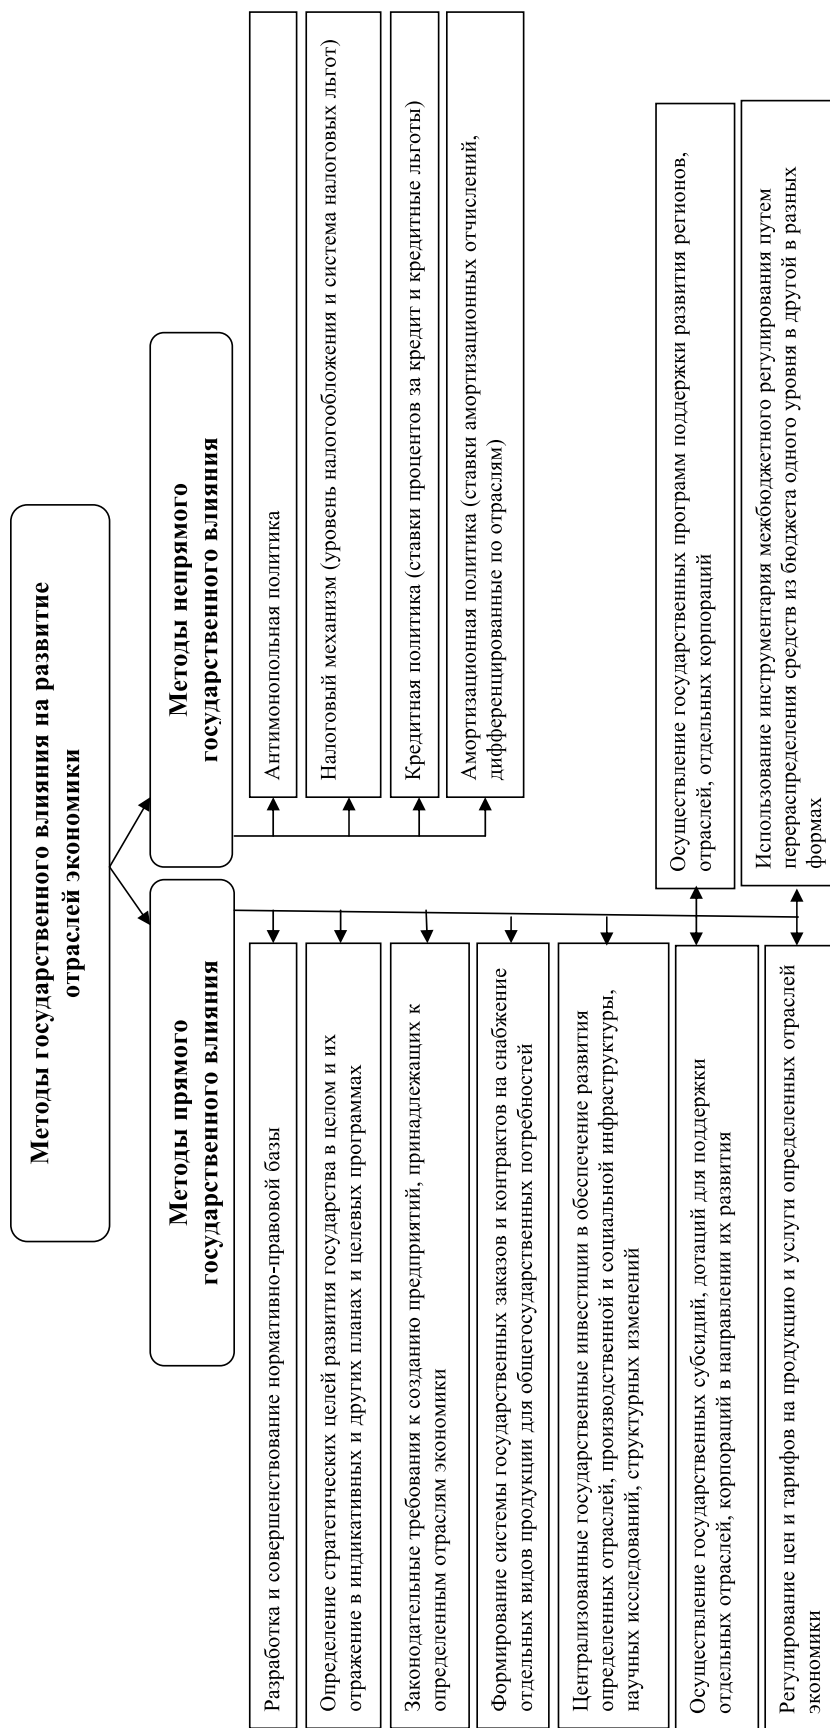 Методы государственного влияния на развитие
отраслей экономики
Методы прямого
государственного влияния
Методы непрямого
государственного влияния
Разработка и совершенствование нормативно-правовой базы
Определение стратегических целей развития государства в целом и их
отражение в индикативных и других планах и целевых программах
Законодательные требования к созданию предприятий, принадлежащих к
определенным отраслям экономики
Формирование системы государственных заказов и контрактов на снабжение
отдельных видов продукции для общегосударственных потребностей
Централизованные государственные инвестиции в обеспечение развития
определенных отраслей, производственной и социальной инфраструктуры,
научных исследований, структурных изменений
Осуществление государственных субсидий, дотаций для поддержки
отдельных отраслей, корпораций в направлении их развития
Регулирование цен и тарифов на продукцию и услуги определенных отраслей
экономики
Антимонопольная политика
Налоговый механизм (уровень налогообложения и система налоговых льгот)
Кредитная политика (ставки процентов за кредит и кредитные льготы)
Амортизационная политика (ставки амортизационных отчислений,
дифференцированные по отраслям)
Осуществление государственных программ поддержки развития регионов,
отраслей, отдельных корпораций
Использование инструментария межбюджетного регулирования путем
перераспределения средств из бюджета одного уровня в другой в разных
формах